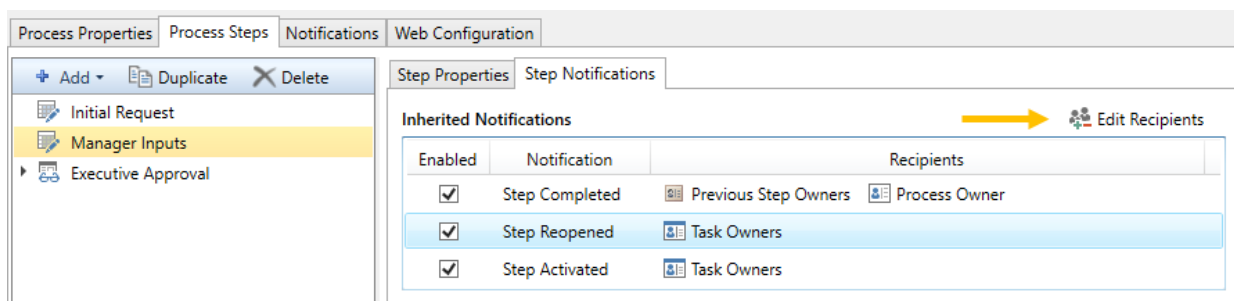 Process Properties Process Steps Notifications Web Configuration
Add Duplicate Delete
Initial Request
Manager Inputs
Executive Approval
Step Properties Step Notifications
Inherited Notifications Edit Recipients
Enabled Notification Recipients
Step Completed Previous Step Owners Process Owner
Step Reopened Task Owners
Step Activated Task Owners